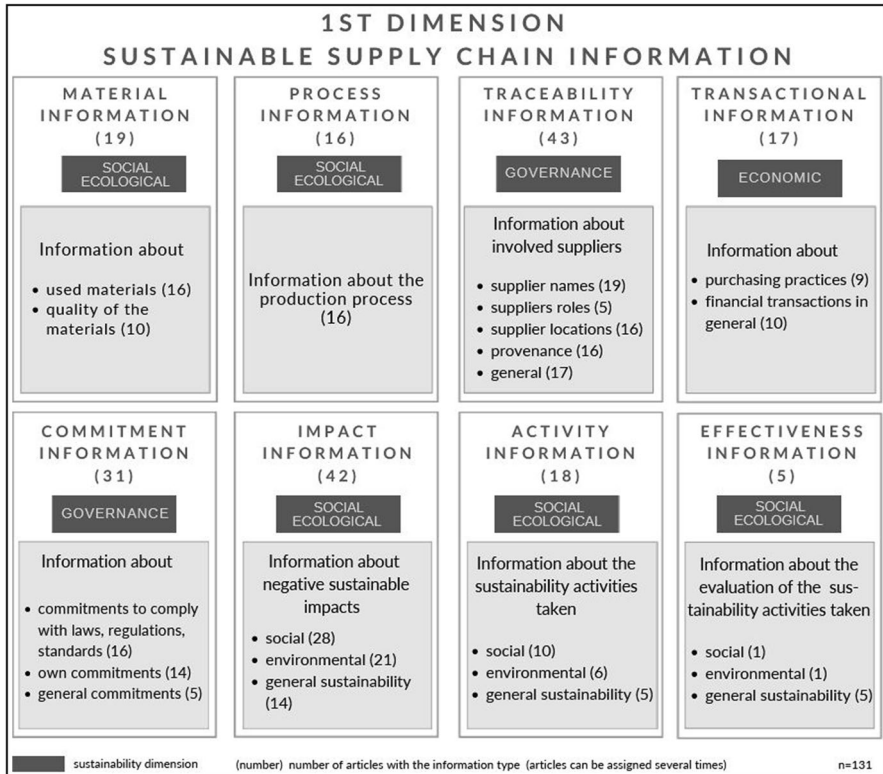 1ST DIMENSION
SUSTAINABLE SUPPLY CHAIN INFORMATION
MATERIAL
INFORMATION
(19)
SOCIAL
ECOLOGICAL
Information about
• used materials (16)
• quality of the
materials (10)
PROCESS
INFORMATION
(16)
SOCIAL
ECOLOGICAL
Information about the
production process
(16)
TRACEABILITY
INFORMATION
(43)
GOVERNANCE
Information about
involved suppliers
• supplier names (19)
• suppliers roles (5)
• supplier locations (16)
• provenance (16)
• general (17)
TRANSACTIONAL
INFORMATION
(17)
ECONOMIC
Information about
• purchasing practices (9)
• financial transactions in
general (10)
COMMITMENT
INFORMATION
(31)
GOVERNANCE
Information about
• commitments to comply
with laws, regulations,
standards (16)
• own commitments (14)
• general commitments (5)
IMPACT
INFORMATION
(42)
SOCIAL
ECOLOGICAL
Information about
negative sustainable
impacts
• social (28)
• environmental (21)
• general sustainability
(14)
ACTIVITY
INFORMATION
(18)
SOCIAL
ECOLOGICAL
Information about the
sustainability activities
taken
• social (10)
• environmental (6)
• general sustainability (5)
EFFECTIVENESS
INFORMATION
(5)
SOCIAL
ECOLOGICAL
Information about the
evaluation of the sus-
tainability activities taken
• social (1)
• environmental (1)
• general sustainability (5)
sustainability dimension (number) number of articles with the information type (articles can be assigned several times) n=131